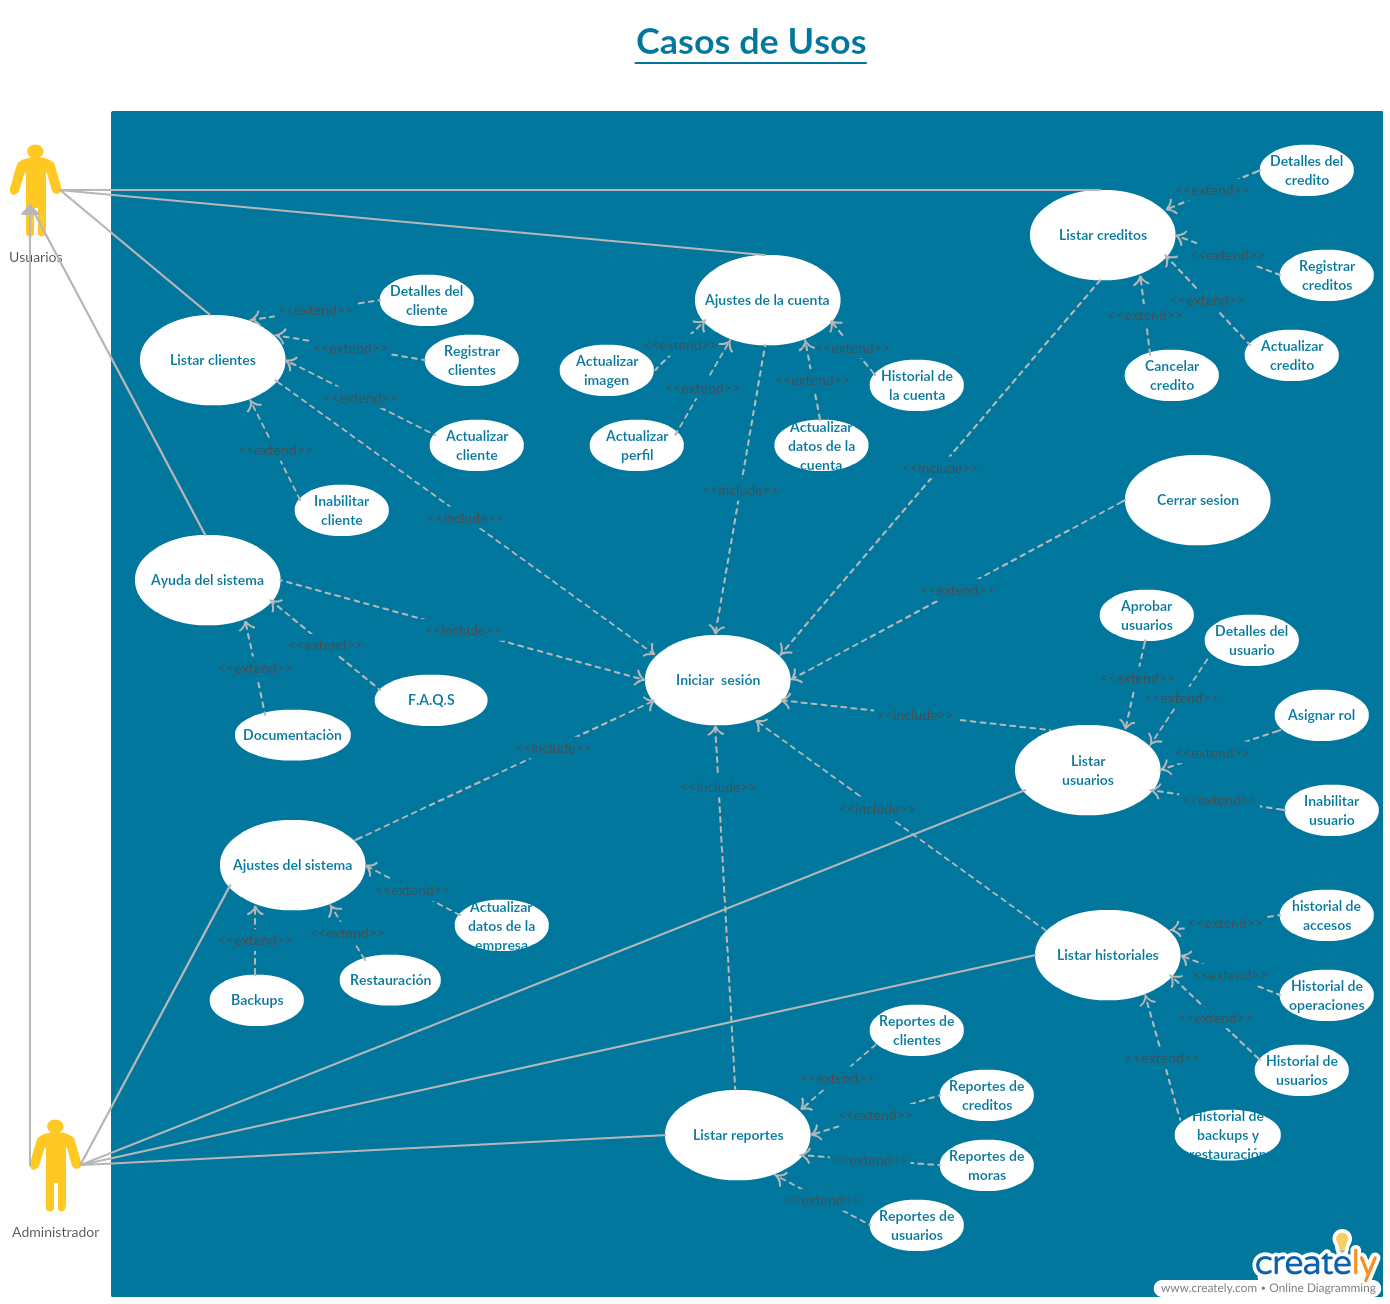 Casos de Usos
Usuarios
Detalles del
credito
<<extend>>
Listar creditos
<<extend>>
Registrar
creditos
<<extend>>
<<extend>>
Actualizar
credito
Cancelar
credito
Detalles del
cliente
<<extend>>
Listar clientes
<<extend>>
Registrar
clientes
<<extend>>
Actualizar
cliente
<<extend>>
Inabilitar
cliente
<<include>>
Ajustes de la cuenta
<<extend>>
<<extend>>
Actualizar
imagen
<<extend>>
<<extend>>
Historial de
la cuenta
Actualizar
perfil
Actualizar
datos de la
cuenta
<<include>>
<<include>>
Cerrar sesion
<<extend>>
Ayuda del sistema
<<include>>
<<extend>>
<<extend>>
F.A.Q.S
Documentaciòn
Iniciar  sesión
Aprobar
usuarios
Detalles del
usuario
<<extend>>
<<extend>>
Asignar rol
<<include>>
<<extend>>
Listar
usuarios
<<extend>>
Inabilitar
usuario
<<include>>
<<include>>
<<include>>
Ajustes del sistema
<<extend>>
Actualizar
datos de la
empresa
<<extend>>
<<extend>>
Restauración
Backups
historial de
accesos
<<extend>>
Listar historiales
<<extend>>
Historial de
operaciones
<<extend>>
<<extend>>
Historial de
usuarios
Historial de
backups y
restauración
Reportes de
clientes
<<extend>>
Reportes de
creditos
<<extend>>
Listar reportes
<<extend>>
Reportes de
moras
<<extend>>
Reportes de
usuarios
Administrador
creately
www.creately.com • Online Diagramming